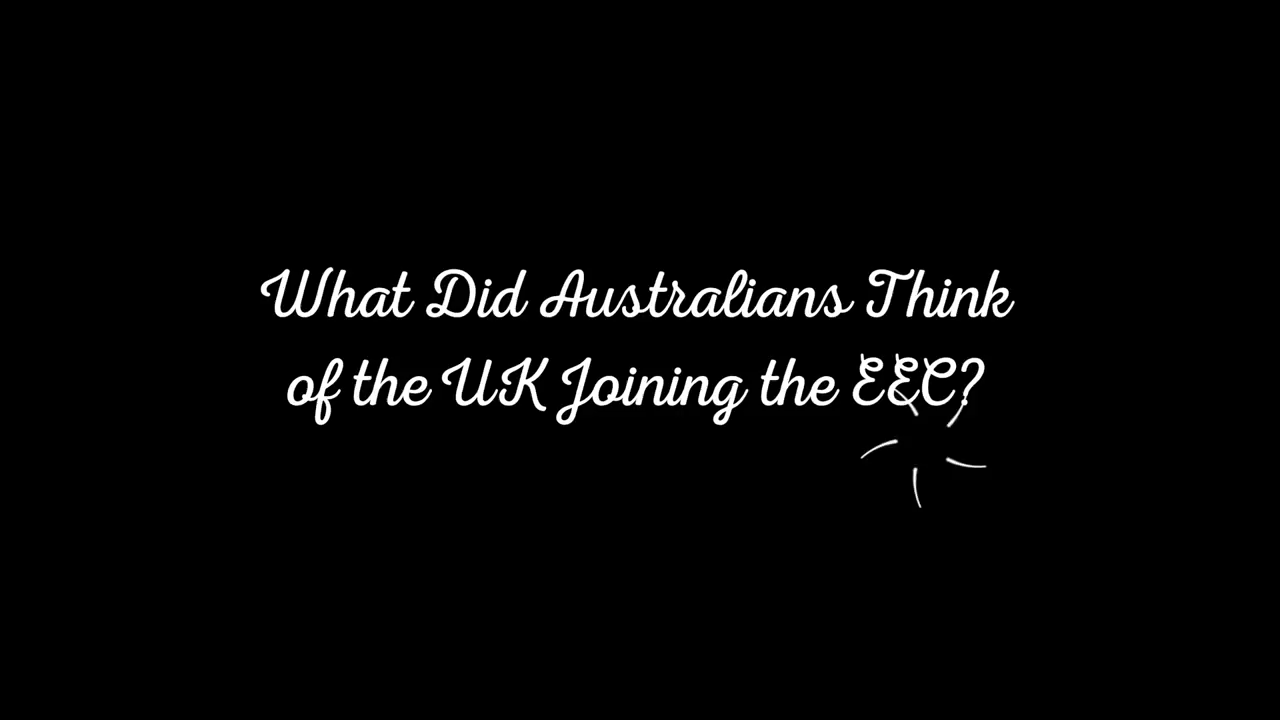 What Did Australians Think
of the UK Joining the EEC?